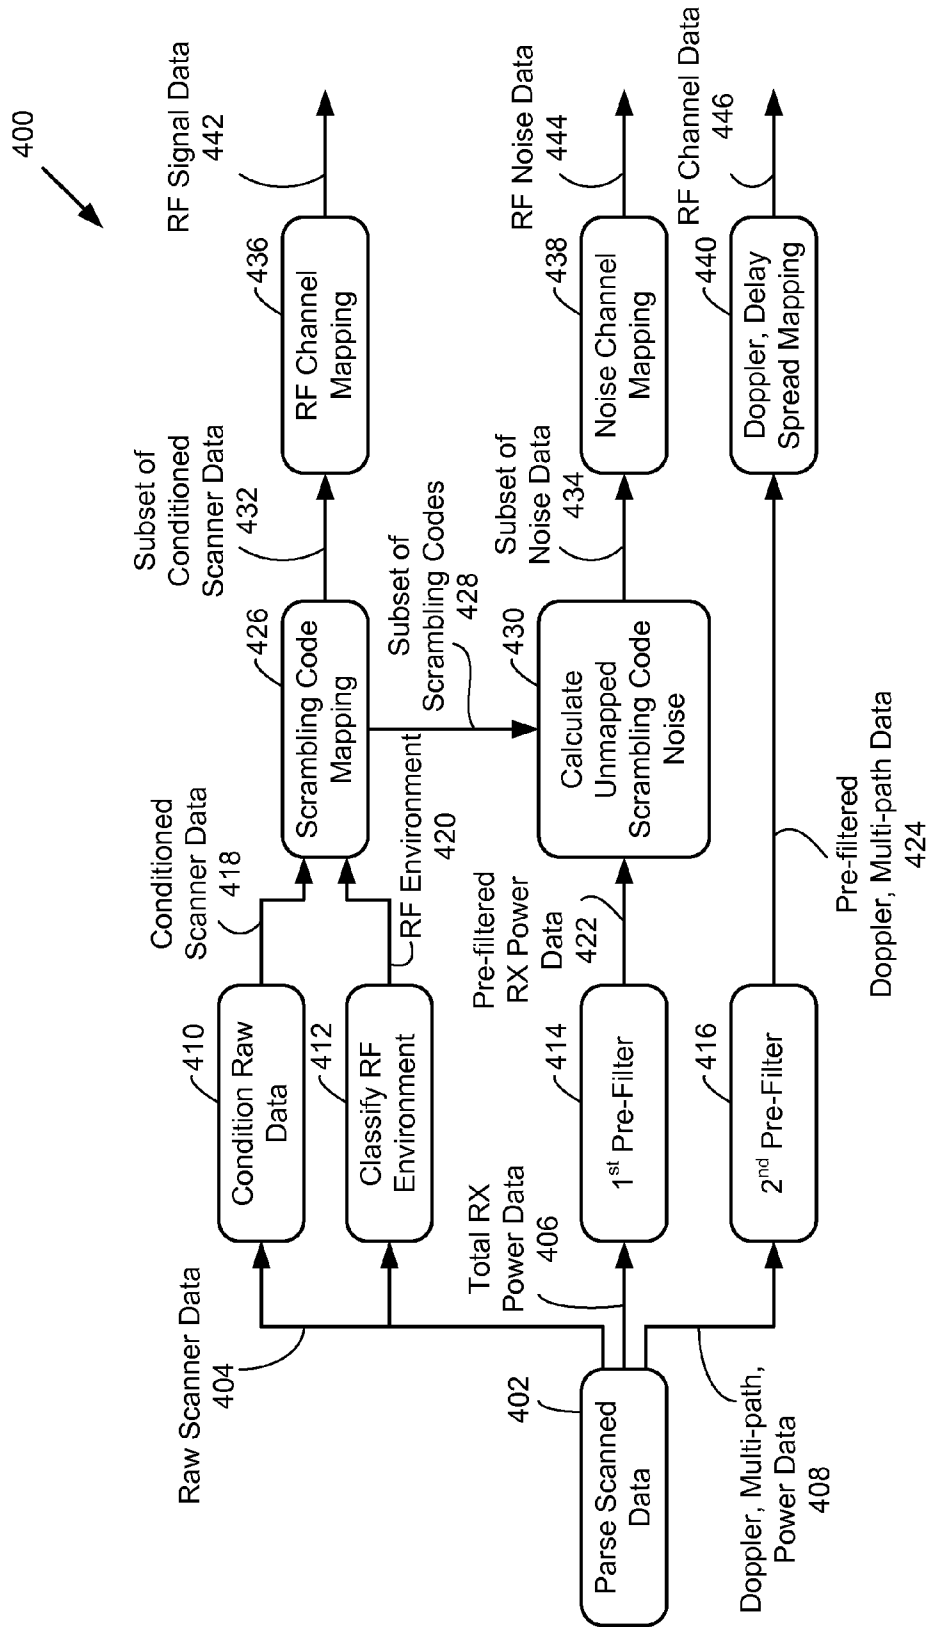 400
Parse Scanned
Data
402
Raw Scanner Data
404
Total RX
Power Data
406
Doppler, Multi-path,
Power Data
408
Condition Raw
Data
410
Classify RF
Environment
412
1st Pre-Filter
414
2nd Pre-Filter
416
Conditioned
Scanner Data
418
RF Environment
420
Pre-filtered
RX Power
Data
422
Pre-filtered
Doppler, Multi-path Data
424
Scrambling Code
Mapping
426
Subset of
Scrambling Codes
428
Calculate
Unmapped
Scrambling Code
Noise
430
Subset of
Conditioned
Scanner Data
432
Subset of
Noise Data
434
RF Channel
Mapping
436
Noise Channel
Mapping
438
Doppler, Delay
Spread Mapping
440
RF Signal Data
442
RF Noise Data
444
RF Channel Data
446